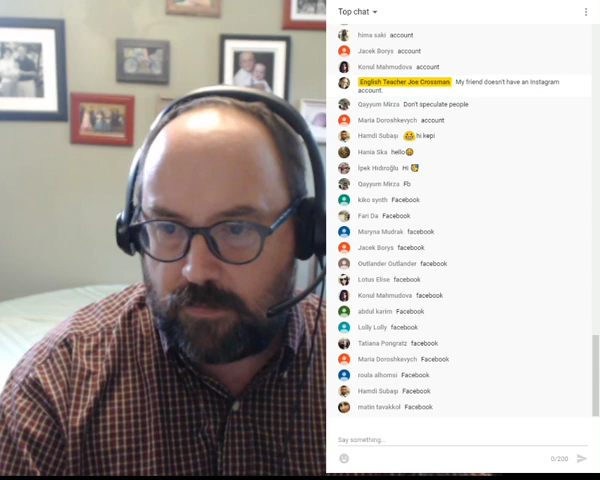 Top chat
hima saki account
Jacek Borys account
Konul Mahmudova account
English Teacher Joe Crossman My friend doesn't have an Instagram
account.
Qayyum Mirza Don't speculate people
Maria Doroshkevych account
Hamdi Subaşı hi kepi
Hania Ska hello
İpek Hıdıroğlu Hi
Qayyum Mirza Fb
kiko synth Facebook
Fari Da Facebook
Maryna Mudrak facebook
Jacek Borys facebook
Outlander Outlander facebook
Lotus Elise facebook
Konul Mahmudova facebook
abdul karim Facebook
Lolly Lolly facebook
Tatiana Pongratz facebook
Maria Doroshkevych Facebook
roula alhomsi Facebook
Hamdi Subaşı Facebook
matin tavakkol Facebook
Say something...
0/200